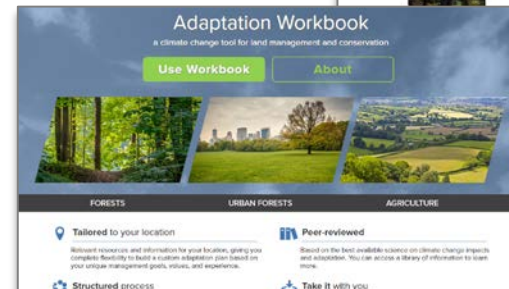 Adaptation Workbook
a climate change tool for land management and conservation
Use Workbook
About
FORESTS
URBAN FORESTS
AGRICULTURE
Tailored to your location
Relevant resources and information for your location, giving you
complete flexibility to build a custom adaptation plan based on
your unique management goals, values, and experience.
Peer-reviewed
Based on the best available science on climate change impacts
and adaptation. You can access a library of information to learn
more.
Structured process
Take it with you